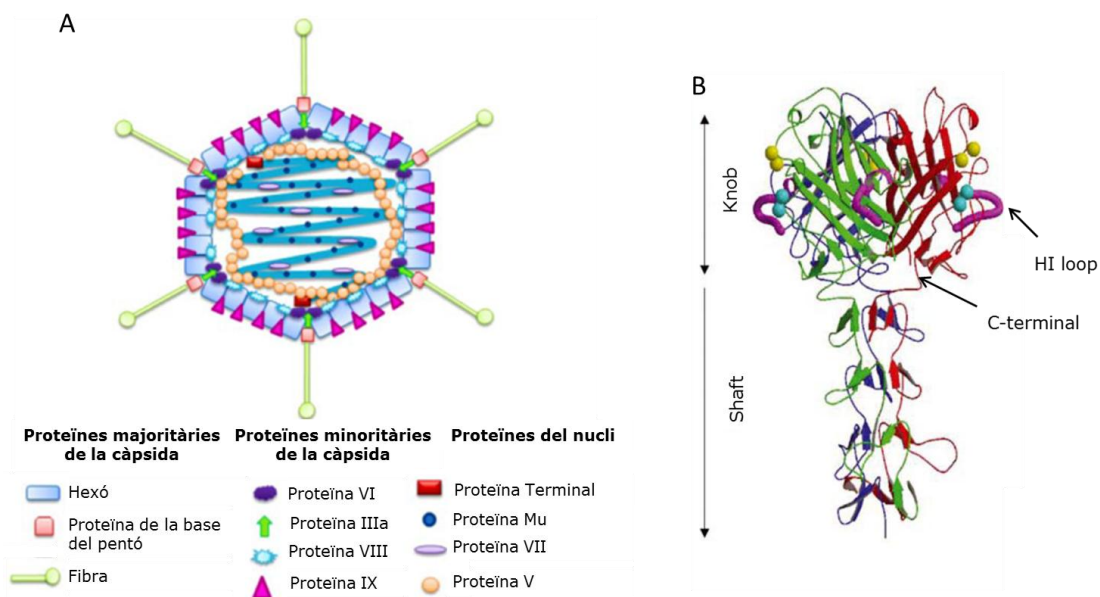 A
B
Knob
HI loop
C-terminal
Shaft
Proteïnes majoritàries
de la càpsida
Hexó
Proteïna de la base
del pentó
Fibra
Proteïnes minoritàries
de la càpsida
Proteïna VI
Proteïna IIIa
Proteïna VIII
Proteïna IX
Proteïnes del nucli
Proteïna Terminal
Proteïna Mu
Proteïna VII
Proteïna V